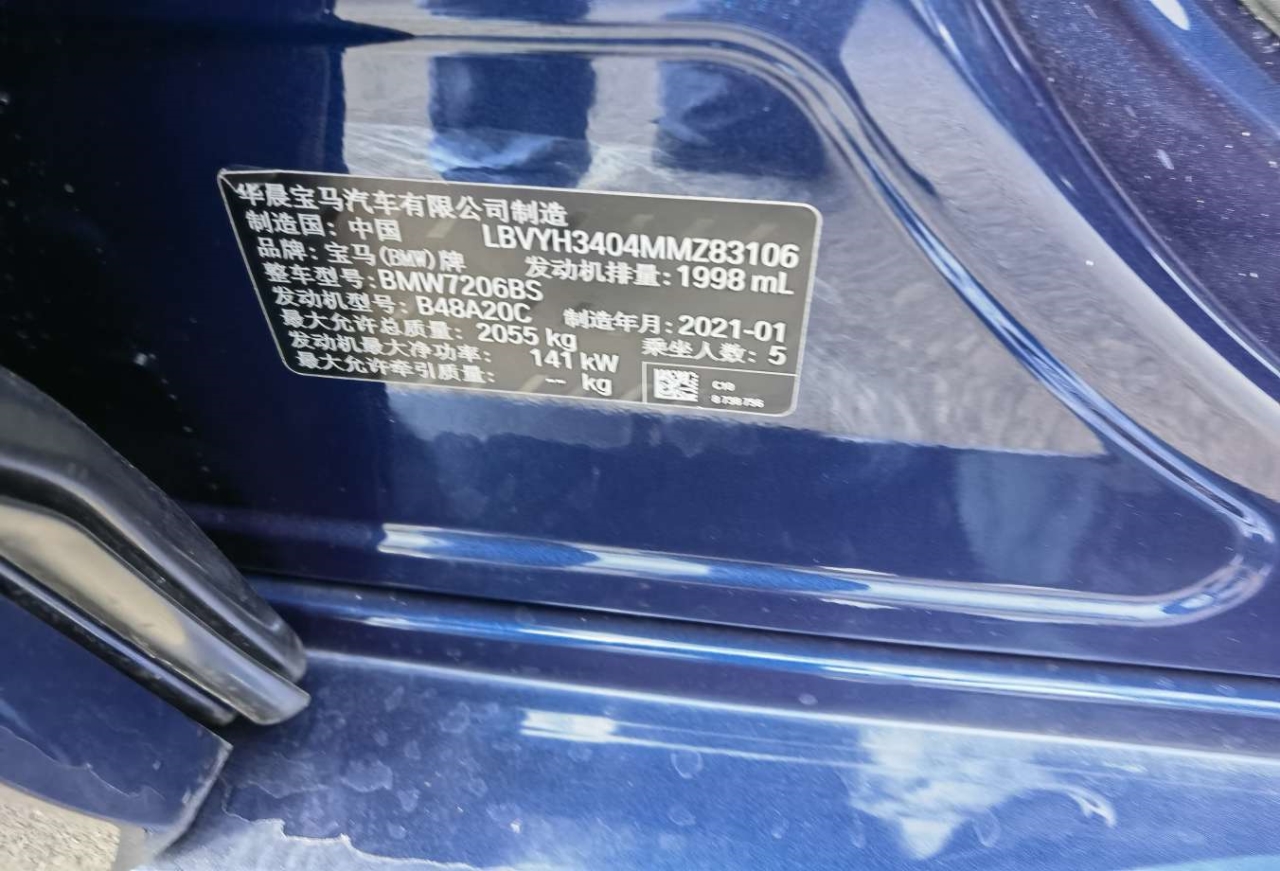 华晨宝马汽车有限公司制造
制造国：中国 LBVYH3404MMZ83106
品牌：宝马(BMW)牌 发动机排量：1998 mL
整车型号：BMW7206BS
发动机型号：B48A20C 制造年月：2021-01
最大允许总质量：2055 kg 乘坐人数：5
发动机最大净功率：141 kW
最大允许牵引质量：-- kg
8798796